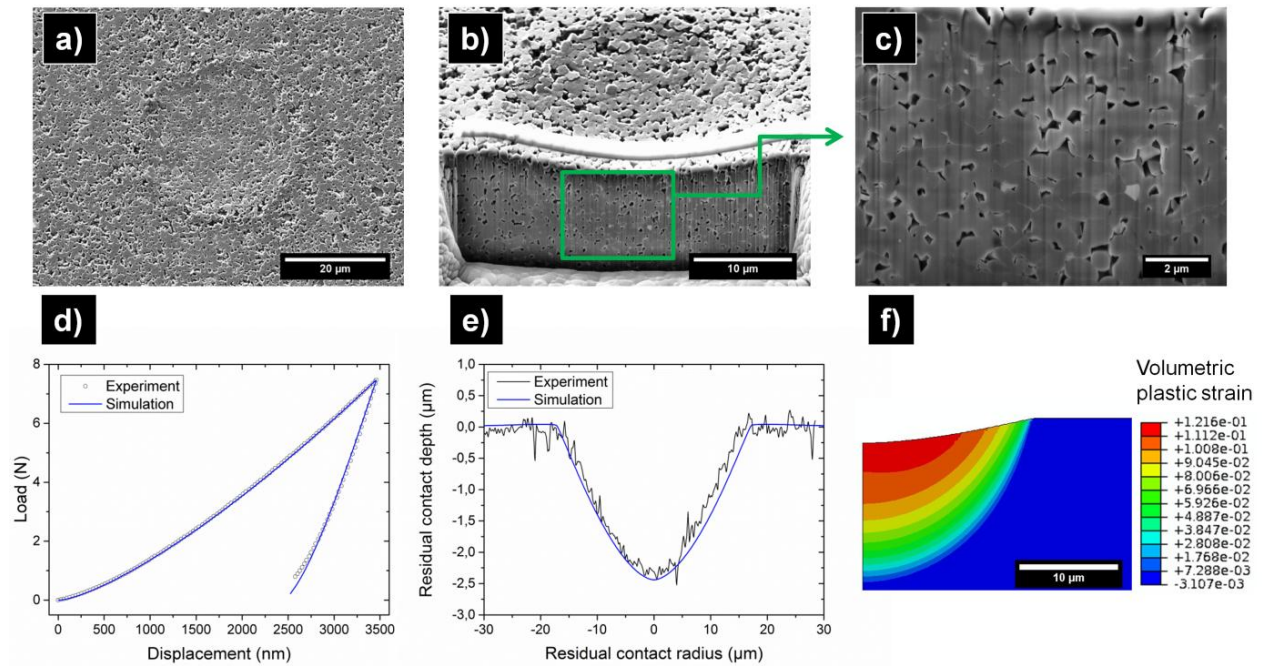 a)
b)
c)
20 µm
10 µm
2 µm
d)
e)
f)
8
6
4
2
0
Load (N)
Experiment
Simulation
0
500
1000
1500
2000
2500
3000
3500
Displacement (nm)
1,0
0,5
0,0
-0,5
-1,0
-1,5
-2,0
-2,5
-3,0
Residual contact depth (µm)
Experiment
Simulation
-30
-20
-10
0
10
20
30
Residual contact radius (µm)
Volumetric
plastic strain
+1.216e-01
+1.112e-01
+1.008e-01
+9.045e-02
+8.006e-02
+6.966e-02
+5.926e-02
+4.887e-02
+3.847e-02
+2.808e-02
+1.768e-02
+7.288e-03
-3.107e-03
10 µm